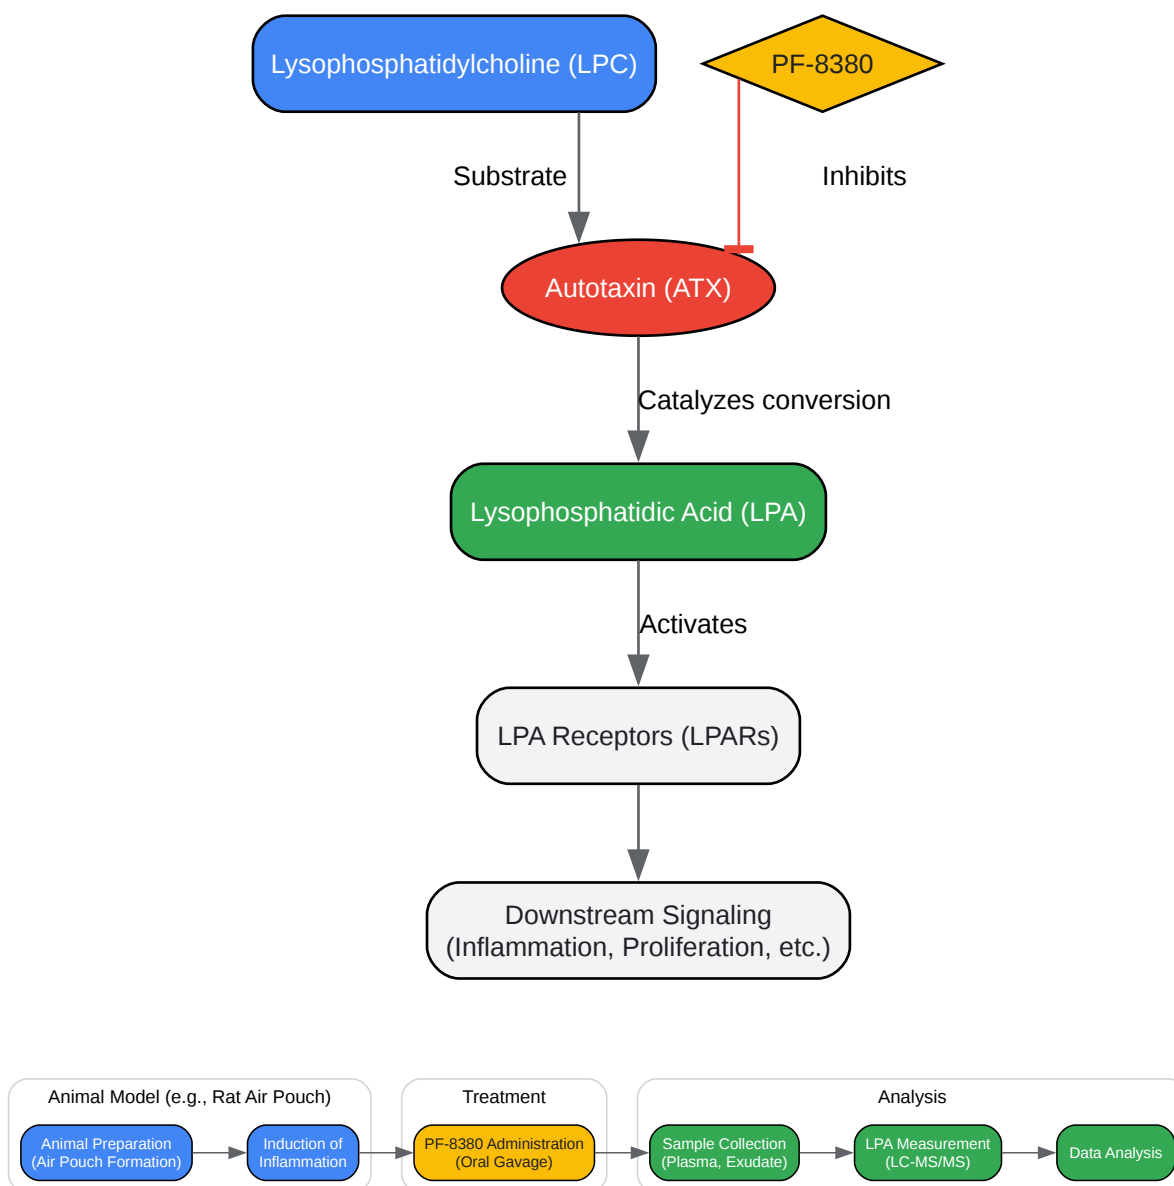 Lysophosphatidylcholine (LPC)
PF-8380
Substrate
Inhibits
Autotaxin (ATX)
Catalyzes conversion
Lysophosphatidic Acid (LPA)
Activates
LPA Receptors (LPARs)
Downstream Signaling
(Inflammation, Proliferation, etc.)
Animal Model (e.g., Rat Air Pouch)
Animal Preparation
(Air Pouch Formation)
Induction of
Inflammation
Treatment
PF-8380 Administration
(Oral Gavage)
Analysis
Sample Collection
(Plasma, Exudate)
LPA Measurement
(LC-MS/MS)
Data Analysis